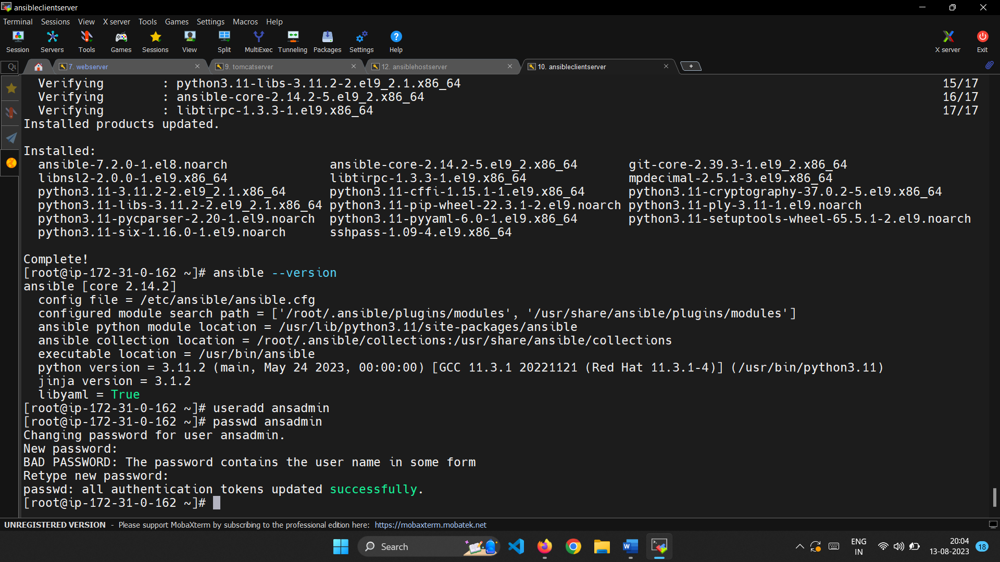 ansibleclientserver
Terminal Sessions View X server Tools Games Settings Macros Help
Session Servers Tools Games Sessions View Split MultiExec Tunneling Packages Settings Help X server Exit
Qu 7. webserver 9. tomcatserver 12. ansiblehostserver 10. ansibleclientserver
Verifying : python3.11-libs-3.11.2-2.el9_2.1.x86_64 15/17
Verifying : ansible-core-2.14.2-5.el9_2.x86_64 16/17
Verifying : libtirpc-1.3.3-1.el9.x86_64 17/17
Installed products updated.
Installed:
ansible-7.2.0-1.el8.noarch ansible-core-2.14.2-5.el9_2.x86_64 git-core-2.39.3-1.el9_2.x86_64
libnsl2-2.0.0-1.el9.x86_64 libtirpc-1.3.3-1.el9.x86_64 mpdecimal-2.5.1-3.el9.x86_64
python3.11-3.11.2-2.el9_2.1.x86_64 python3.11-cffi-1.15.1-1.el9.x86_64 python3.11-cryptography-37.0.2-5.el9.x86_64
python3.11-libs-3.11.2-2.el9_2.1.x86_64 python3.11-pip-wheel-22.3.1-2.el9.noarch python3.11-ply-3.11-1.el9.noarch
python3.11-pycparser-2.20-1.el9.noarch python3.11-pyyaml-6.0-1.el9.x86_64 python3.11-setuptools-wheel-65.5.1-2.el9.noarch
python3.11-six-1.16.0-1.el9.noarch sshpass-1.09-4.el9.x86_64
Complete!
[root@ip-172-31-0-162 ~]# ansible --version
ansible [core 2.14.2]
config file = /etc/ansible/ansible.cfg
configured module search path = ['/root/.ansible/plugins/modules', '/usr/share/ansible/plugins/modules']
ansible python module location = /usr/lib/python3.11/site-packages/ansible
ansible collection location = /root/.ansible/collections:/usr/share/ansible/collections
executable location = /usr/bin/ansible
python version = 3.11.2 (main, May 24 2023, 00:00:00) [GCC 11.3.1 20221121 (Red Hat 11.3.1-4)] (/usr/bin/python3.11)
jinja version = 3.1.2
libyaml = True
[root@ip-172-31-0-162 ~]# useradd ansadmin
[root@ip-172-31-0-162 ~]# passwd ansadmin
Changing password for user ansadmin.
New password:
BAD PASSWORD: The password contains the user name in some form
Retype new password:
passwd: all authentication tokens updated successfully.
[root@ip-172-31-0-162 ~]#
UNREGISTERED VERSION - Please support MobaXterm by subscribing to the professional edition here: https://mobaxterm.mobatek.net
Search
ENG
IN
20:04
13-08-2023
18